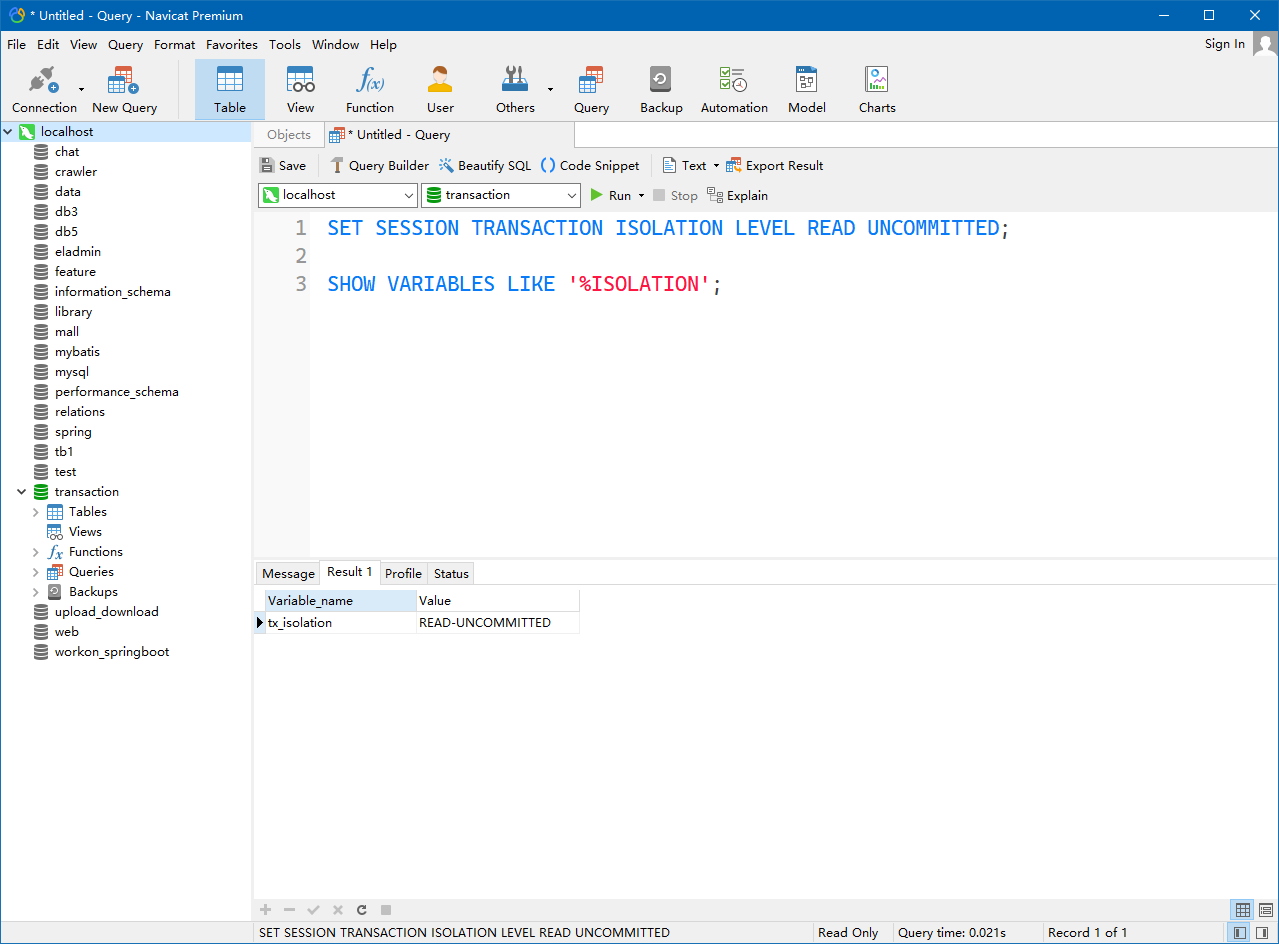 * Untitled - Query - Navicat Premium
File Edit View Query Format Favorites Tools Window Help
Sign In
Connection New Query Table View Function User Others Query Backup Automation Model Charts
localhost
chat
crawler
data
db3
db5
eladmin
feature
information_schema
library
mall
mybatis
mysql
performance_schema
relations
spring
tb1
test
transaction
Tables
Views
Functions
Queries
Backups
upload_download
web
workon_springboot
Objects * Untitled - Query
Save Query Builder Beautify SQL Code Snippet Text Export Result
localhost transaction Run Stop Explain
1 SET SESSION TRANSACTION ISOLATION LEVEL READ UNCOMMITTED;
2
3 SHOW VARIABLES LIKE '%ISOLATION';
Message Result 1 Profile Status
Variable_name Value
tx_isolation READ-UNCOMMITTED
SET SESSION TRANSACTION ISOLATION LEVEL READ UNCOMMITTED Read Only Query time: 0.021s Record 1 of 1